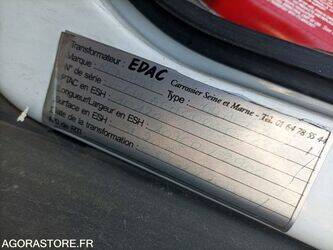 Transformateur : EDAC Carrossier Seine et Marne - Tél. 01 64 78 55 44
Marque :
N° de série : Type :
PTAC en ESH :
Longueur/Largeur en ESH :
Surface en ESH :
Date de la transformation :
AGORASTORE.FR